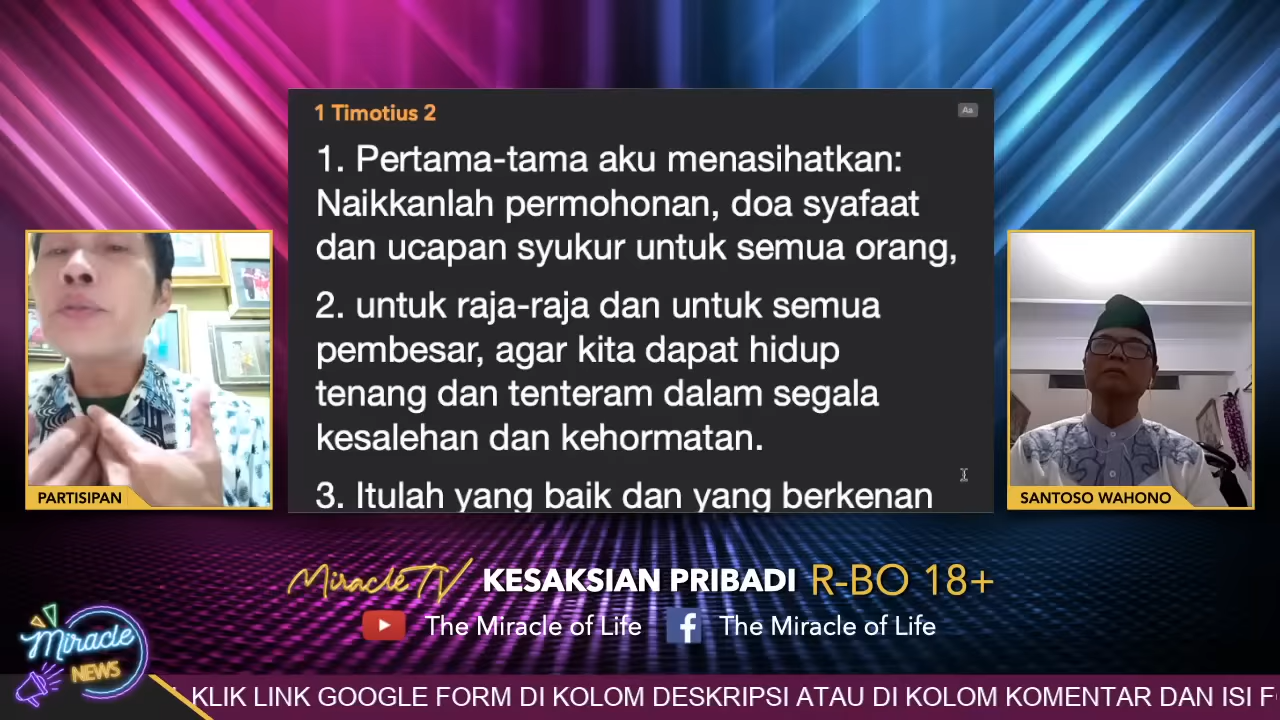 1 Timotius 2
Aa
1. Pertama-tama aku menasihatkan:
Naikkanlah permohonan, doa syafaat
dan ucapan syukur untuk semua orang,
2. untuk raja-raja dan untuk semua
pembesar, agar kita dapat hidup
tenang dan tenteram dalam segala
kesalehan dan kehormatan.
3. Itulah yang baik dan yang berkenan
PARTISIPAN
SANTOSO WAHONO
MiracleTV KESAKSIAN PRIBADI R-BO 18+
The Miracle of Life f The Miracle of Life
Miracle
NEWS
KLIK LINK GOOGLE FORM DI KOLOM DESKRIPSI ATAU DI KOLOM KOMENTAR DAN ISI